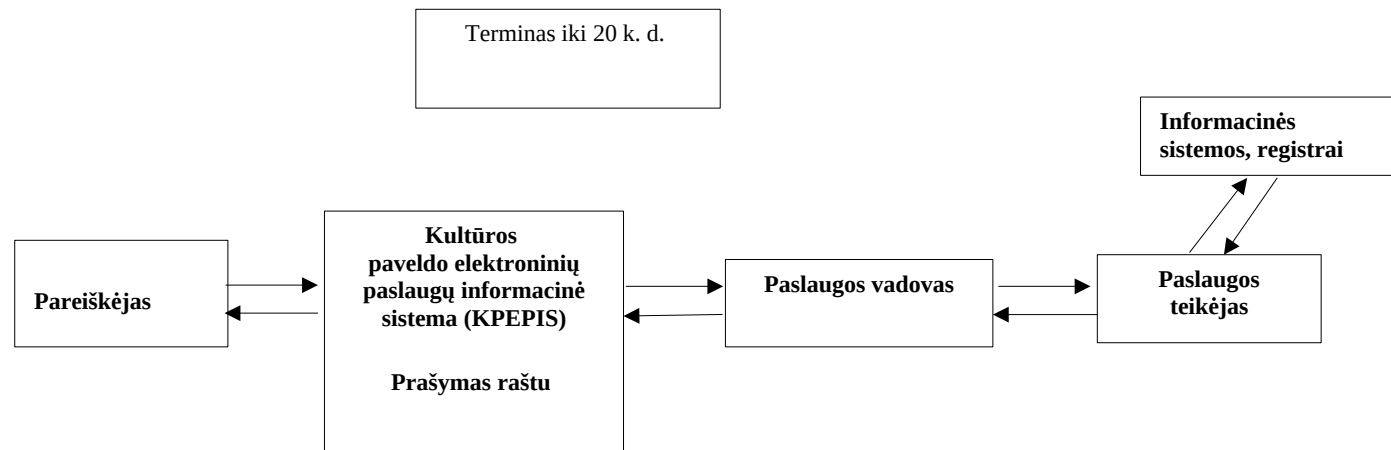 Terminas iki 20 k. d.
Informacinės
sistemos, registrai
Kultūros
paveldo elektroninių
paslaugų informacinė
sistema (KPEPIS)
Prašymas raštu
Pareiškėjas
Paslaugos vadovas
Paslaugos
teikėjas